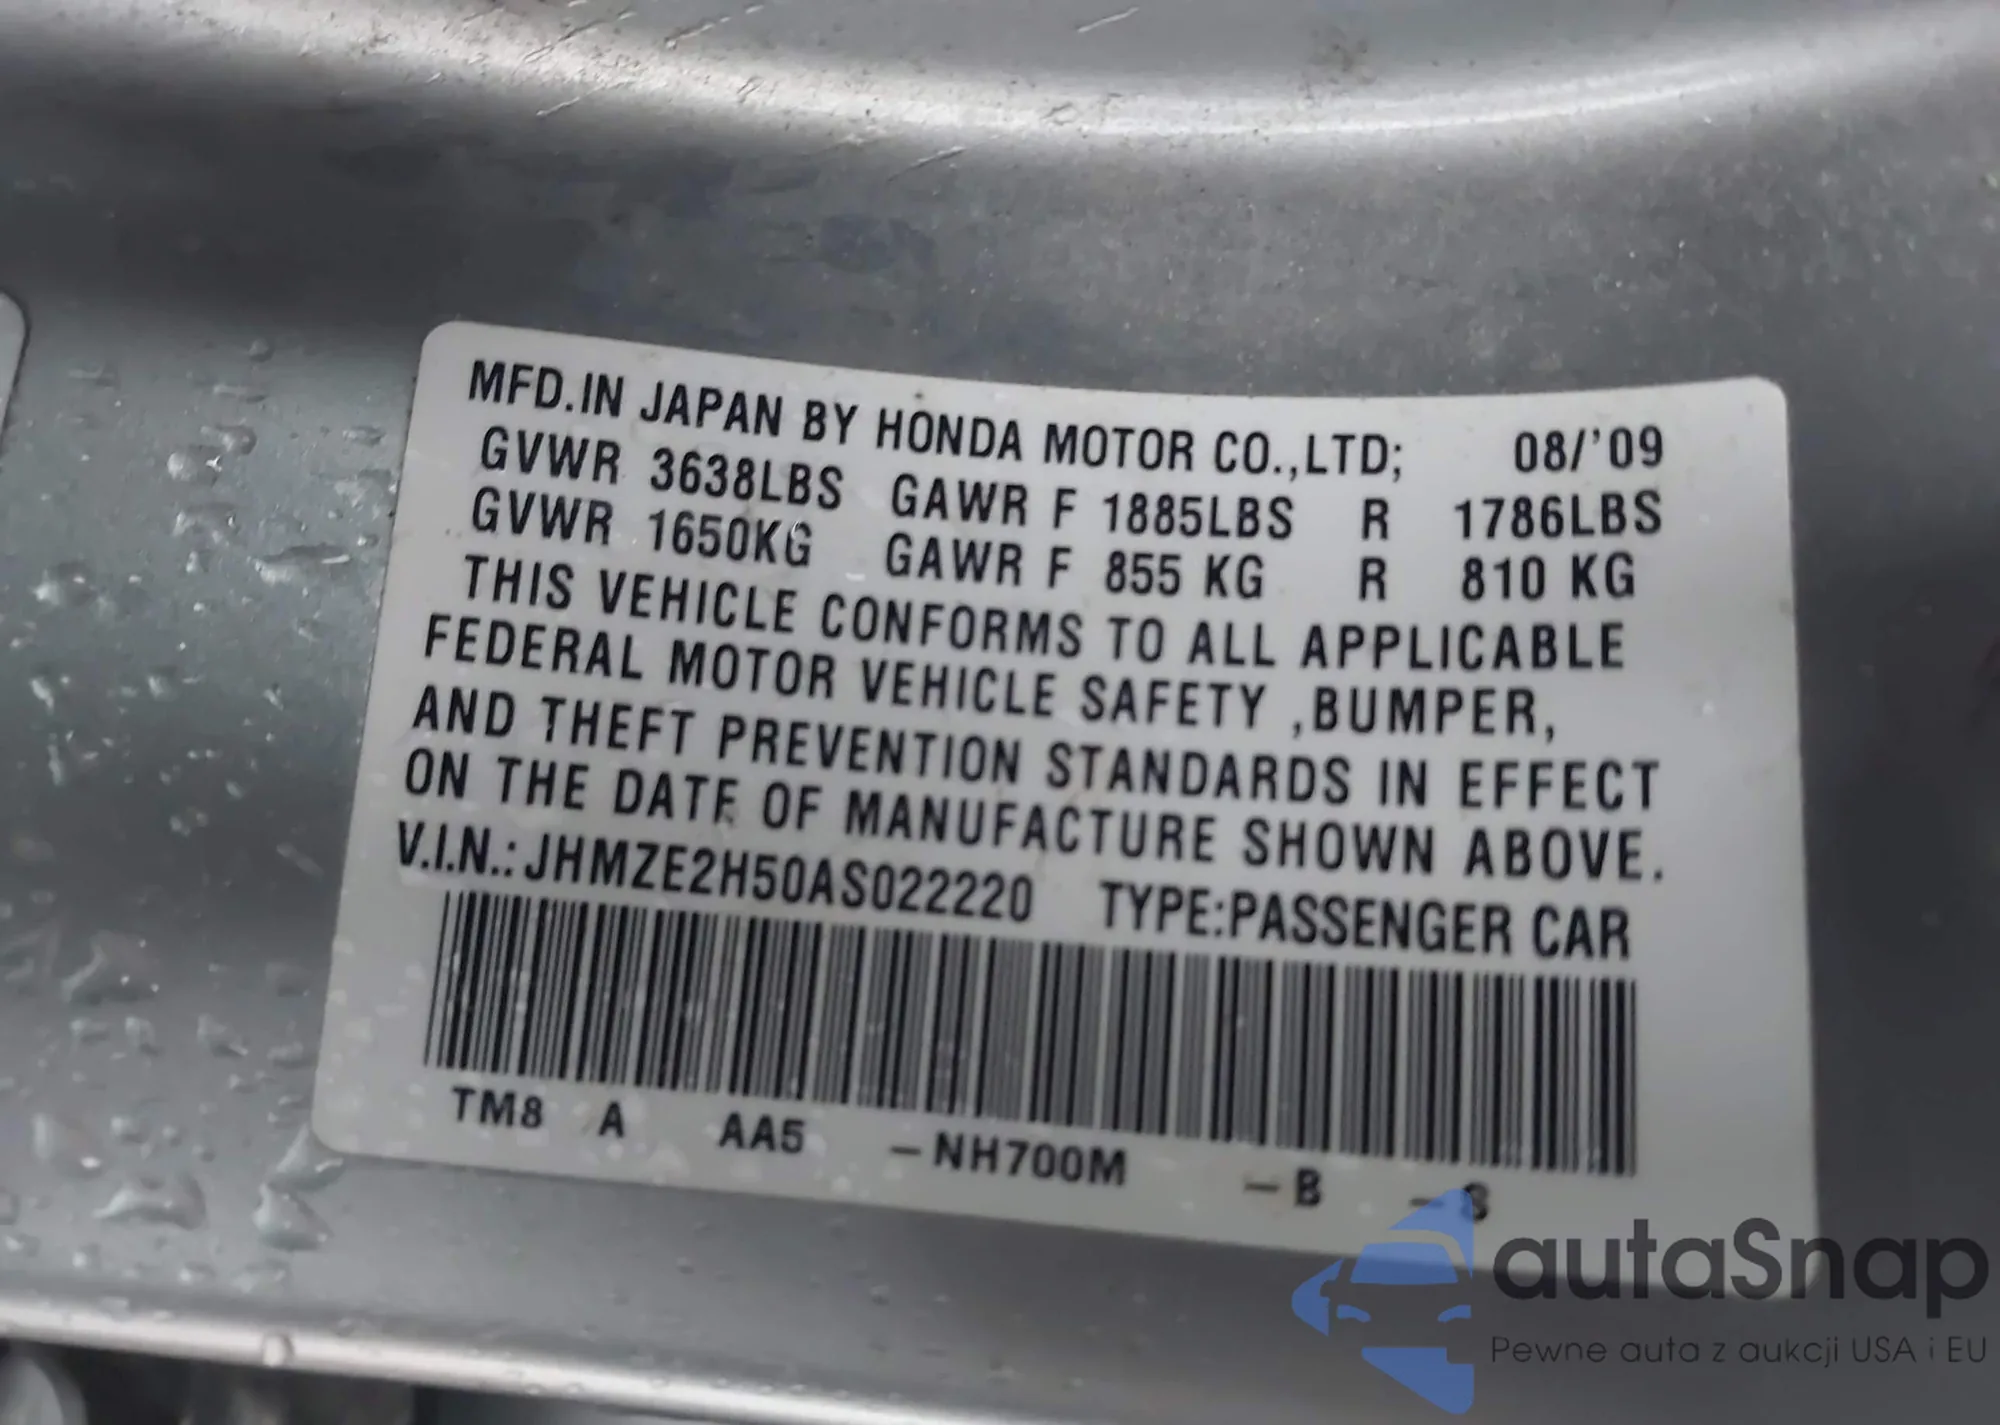 MFD.IN JAPAN BY HONDA MOTOR CO.,LTD; 08/'09
GVWR 3638LBS GAWR F 1885LBS R 1786LBS
GVWR 1650KG GAWR F 855 KG R 810 KG
THIS VEHICLE CONFORMS TO ALL APPLICABLE
FEDERAL MOTOR VEHICLE SAFETY ,BUMPER,
AND THEFT PREVENTION STANDARDS IN EFFECT
ON THE DATE OF MANUFACTURE SHOWN ABOVE.
V.I.N.: JHMZE2H50AS022220 TYPE:PASSENGER CAR
TM8 A AA5 -NH700M -B
autaSnap
Pewne auta z aukcji USA i EU